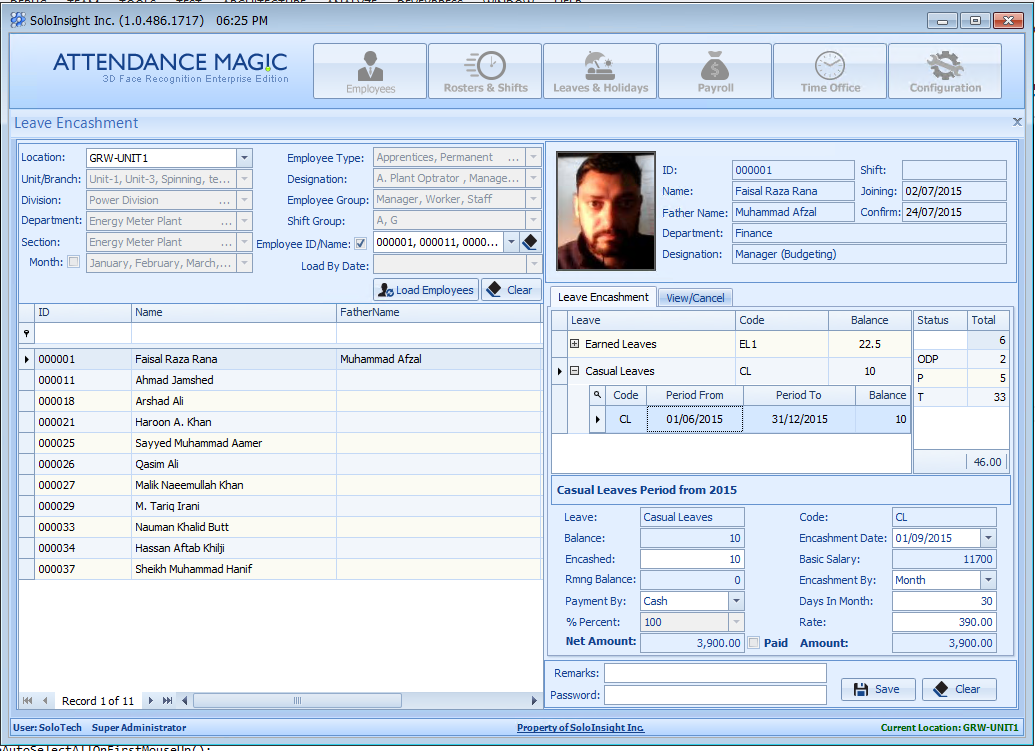 SoloInsight Inc. (1.0.486.1717) 06:25 PM
ATTENDANCE MAGIC
3D Face Recognition Enterprise Edition
Employees Rosters & Shifts Leaves & Holidays Payroll Time Office Configuration
Leave Encashment
Location: GRW-UNIT1 Employee Type: Apprentices, Permanent ...
Unit/Branch: Unit-1, Unit-3, Spinning, te... Designation: A. Plant Optrator , Manage...
Division: Power Division ... Employee Group: Manager, Worker, Staff ...
Department: Energy Meter Plant ... Shift Group: A, G
Section: Energy Meter Plant ... Employee ID/Name: 000001, 000011, 0000...
Month: January, February, March,... Load By Date:
Load Employees Clear
ID: 000001 Shift:
Name: Faisal Raza Rana Joining: 02/07/2015
Father Name: Muhammad Afzal Confirm: 24/07/2015
Department: Finance
Designation: Manager (Budgeting)
ID Name FatherName
000001 Faisal Raza Rana Muhammad Afzal
000011 Ahmad Jamshed
000018 Arshad Ali
000021 Haroon A. Khan
000025 Sayyed Muhammad Aamer
000026 Qasim Ali
000027 Malik Naeemullah Khan
000029 M. Tariq Irani
000033 Nauman Khalid Butt
000034 Hassan Aftab Khilji
000037 Sheikh Muhammad Hanif
Record 1 of 11
Leave Encashment View/Cancel
Leave Code Balance
Earned Leaves EL1 22.5
Casual Leaves CL 10
Code Period From Period To Balance
CL 01/06/2015 31/12/2015 10
Status Total
6
ODP 2
P 5
T 33
46.00
Casual Leaves Period from 2015
Leave: Casual Leaves Code: CL
Balance: 10 Encashment Date: 01/09/2015
Encashed: 10 Basic Salary: 11700
Rmng Balance: 0 Encashment By: Month
Payment By: Cash Days In Month: 30
% Percent: 100 Rate: 390.00
Net Amount: 3,900.00 Paid Amount: 3,900.00
Remarks:
Password:
Save Clear
User: SoloTech Super Administrator Property of SoloInsight Inc. Current Location: GRW-UNIT1